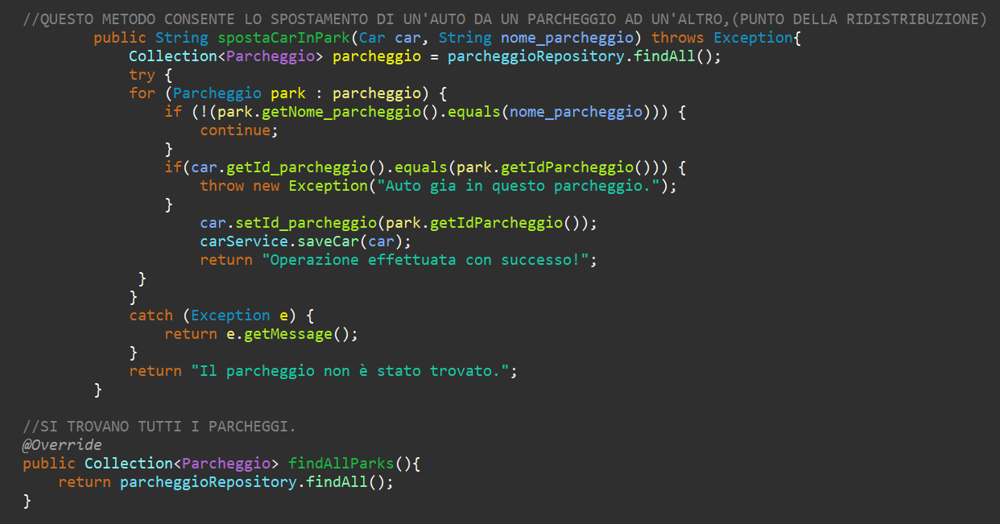 //QUESTO METODO CONSENTE LO SPOSTAMENTO DI UN'AUTO DA UN PARCHEGGIO AD UN'ALTRO,(PUNTO DELLA RIDISTRIBUZIONE)
        public String spostaCarInPark(Car car, String nome_parcheggio) throws Exception{
            Collection<Parcheggio> parcheggio = parcheggioRepository.findAll();
            try {
            for (Parcheggio park : parcheggio) {
                if (!(park.getNome_parcheggio().equals(nome_parcheggio))) {
                    continue;
                }
                if(car.getId_parcheggio().equals(park.getIdParcheggio())) {
                    throw new Exception("Auto gia in questo parcheggio.");
                }
                    car.setId_parcheggio(park.getIdParcheggio());
                    carService.saveCar(car);
                    return "Operazione effettuata con successo!";
             }
            }
            catch (Exception e) {
                return e.getMessage();
            }
            return "Il parcheggio non è stato trovato.";
        }
//SI TROVANO TUTTI I PARCHEGGI.
@Override
public Collection<Parcheggio> findAllParks(){
    return parcheggioRepository.findAll();
}